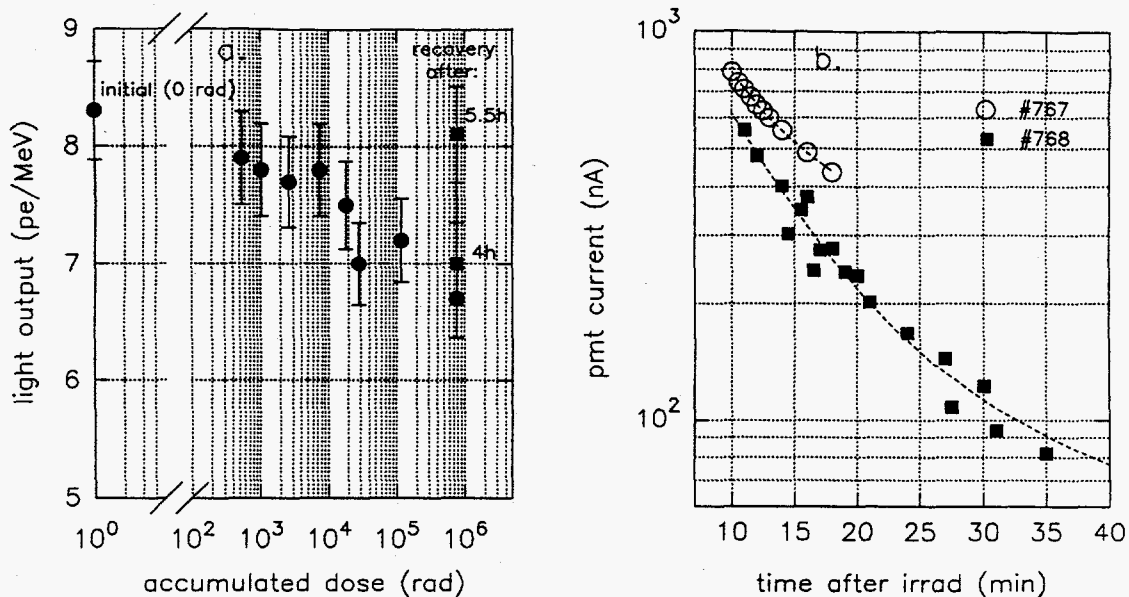 9
8
7
6
5
light output (pe/MeV)
a.
initial (0 rad)
recovery
after:
5.5h
4h
10^0 10^2 10^3 10^4 10^5 10^6
accumulated dose (rad)
10^3
10^2
pmt current (nA)
b.
#767
#768
10 15 20 25 30 35 40
time after irrad (min)